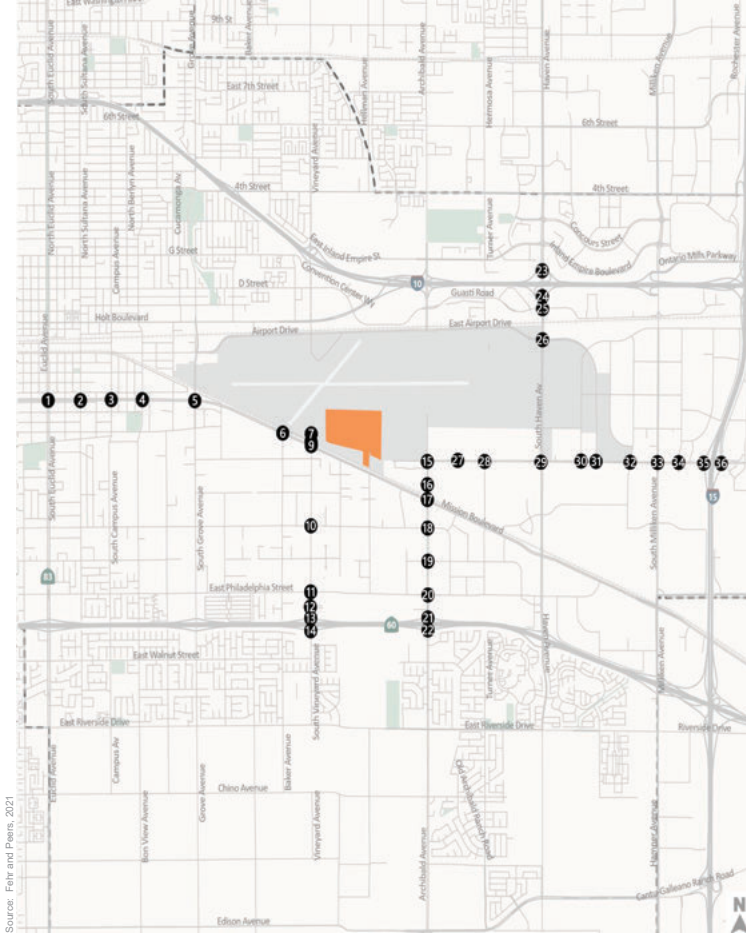 East Washington
9th St
South Euclid Avenue
South Sultana Avenue
Grove Avenue
Baker Avenue
Archibald Avenue
Haven Avenue
Milliken Avenue
Rochester Avenue
East 7th Street
Hellman Avenue
Hermosa Avenue
6th Street
6th Street
Vineyard Avenue
4th Street
4th Street
North Euclid Avenue
North Sultana Avenue
North Berlyn Avenue
Campus Avenue
Cucamonga Av
Turner Avenue
G Street
East Inland Empire St
Concours Street
Inland Empire Boulevard
Ontario Mills Parkway
D Street
Convention Center Wy
10
Guasti Road
23
24
25
Holt Boulevard
Airport Drive
East Airport Drive
26
Euclid Avenue
South Haven Av
1
2
3
4
5
6
7
9
15
27
28
29
30
31
32
33
34
35
36
16
17
Mission Boulevard
15
South Euclid Avenue
South Campus Avenue
South Grove Avenue
South Milliken Avenue
10
18
19
83
East Philadelphia Street
11
12
13
14
20
21
22
60
Haven Avenue
East Walnut Street
South Vineyard Avenue
Turner Avenue
Milliken Avenue
East Riverside Drive
East Riverside Drive
Riverside Drive
Euclid Avenue
Campus Av
Baker Avenue
Grove Avenue
Chino Avenue
Bon View Avenue
Vineyard Avenue
Archibald Avenue
Old Archibald Ranch Road
Hamner Avenue
Cantu-Galleano Ranch Road
Edison Avenue
N
Source: Fehr and Peers, 2021